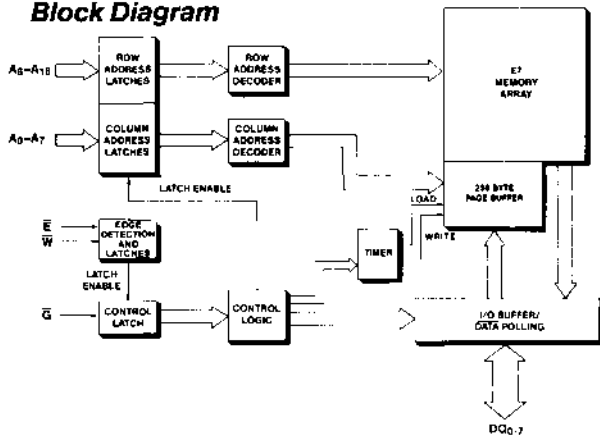 Block Diagram
A8–A18
ROW
ADDRESS
LATCHES
ROW
ADDRESS
DECODER
E2
MEMORY
ARRAY
A0–A7
COLUMN
ADDRESS
LATCHES
COLUMN
ADDRESS
DECODER
LATCH ENABLE
LOAD
256 BYTE
PAGE BUFFER
WRITE
E
W
EDGE
DETECTION
AND
LATCHES
TIMER
LATCH
ENABLE
G
CONTROL
LATCH
CONTROL
LOGIC
I/O BUFFER/
DATA POLLING
DQ0-7